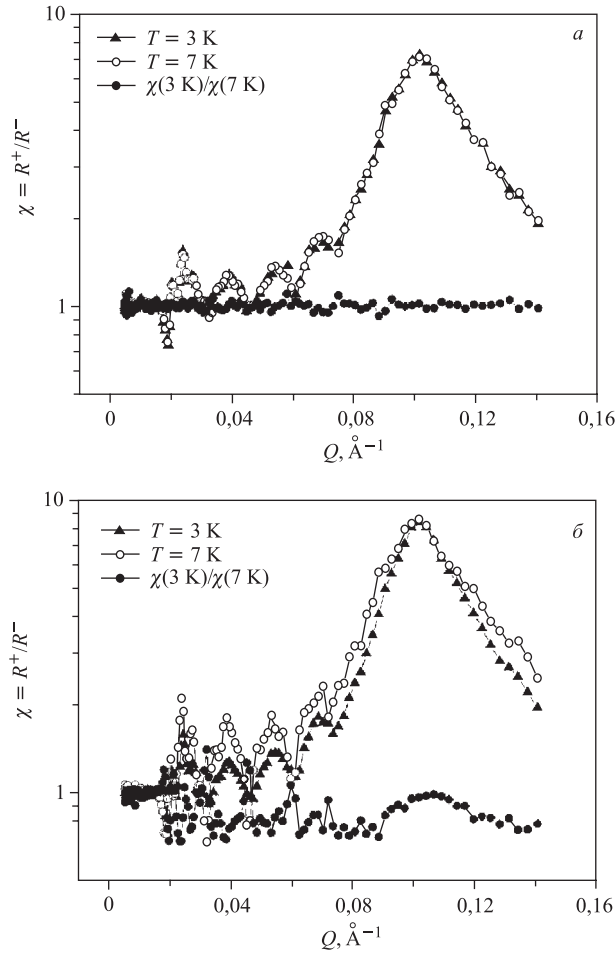 10
a
T = 3 K
T = 7 K
χ(3 K)/χ(7 K)
χ = R⁺/R⁻
1
0
0,04
0,08
0,12
0,16
Q, Å⁻¹
10
б
T = 3 K
T = 7 K
χ(3 K)/χ(7 K)
χ = R⁺/R⁻
1
0
0,04
0,08
0,12
0,16
Q, Å⁻¹